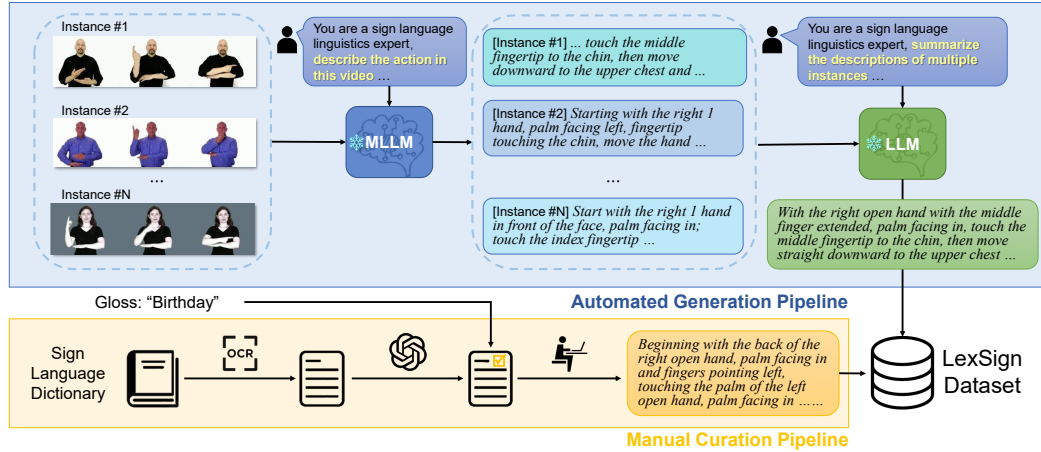 Instance #1
Instance #2
...
Instance #N
You are a sign language
linguistics expert,
describe the action in
this video ...
MLLM
[Instance #1] ... touch the middle
fingertip to the chin, then move
downward to the upper chest and ...
[Instance #2] Starting with the right 1
hand, palm facing left, fingertip
touching the chin, move the hand ...
...
[Instance #N] Start with the right 1 hand
in front of the face, palm facing in;
touch the index fingertip ...
You are a sign language
linguistics expert, summarize
the descriptions of multiple
instances ...
LLM
With the right open hand with the middle
finger extended, palm facing in, touch the
middle fingertip to the chin, then move
straight downward to the upper chest ...
Automated Generation Pipeline
Gloss: “Birthday”
Sign
Language
Dictionary
OCR
Beginning with the back of the
right open hand, palm facing in
and fingers pointing left,
touching the palm of the left
open hand, palm facing in ......
LexSign
Dataset
Manual Curation Pipeline